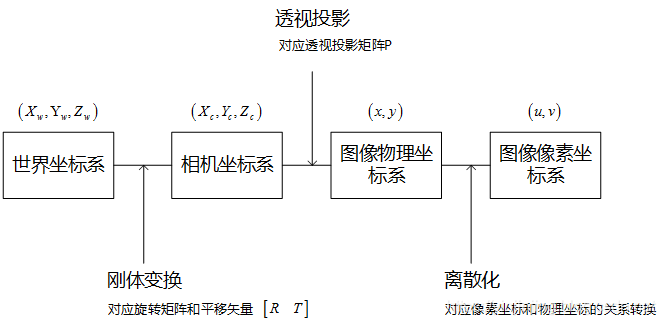 透视投影
对应透视投影矩阵P
(X_w, Y_w, Z_w)
(X_c, Y_c, Z_c)
(x, y)
(u, v)
世界坐标系
相机坐标系
图像物理坐
标系
图像像素坐
标系
刚体变换
对应旋转矩阵和平移矢量 [R T]
离散化
对应像素坐标和物理坐标的关系转换